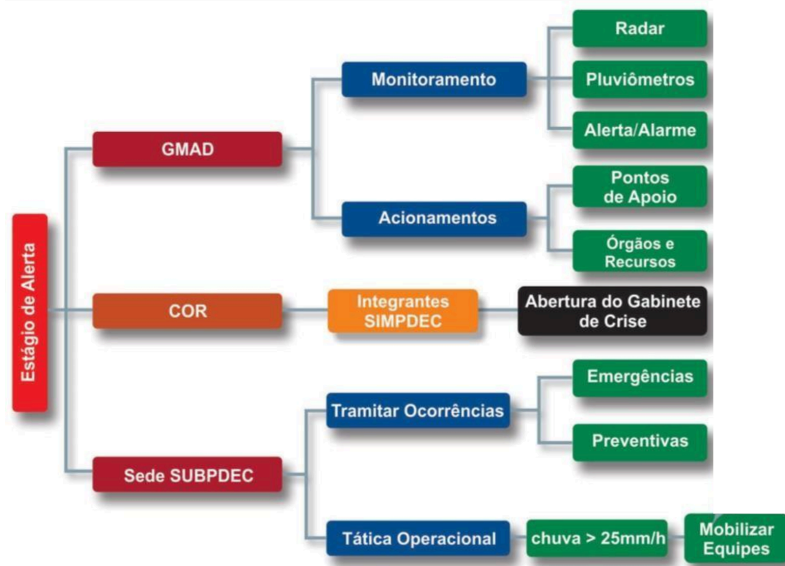 Radar
Monitoramento
Pluviômetros
Alerta/Alarme
GMAD
Pontos
de Apoio
Acionamentos
Órgãos e
Recursos
Estágio de Alerta
COR
Integrantes
SIMPDEC
Abertura do Gabinete
de Crise
Emergências
Tramitar Ocorrências
Preventivas
Sede SUBPDEC
Tática Operacional
chuva > 25mm/h
Mobilizar
Equipes